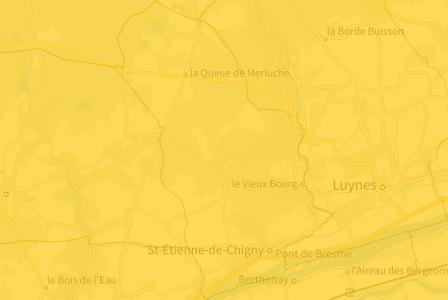 la Borde Buisson
la Queue de Merluche
le Vieux Bourg
Luynes
St-Étienne-de-Chigny
Pont de Bresme
l'Aireau des Bergeons
le Bois de l'Eau
Berthenay